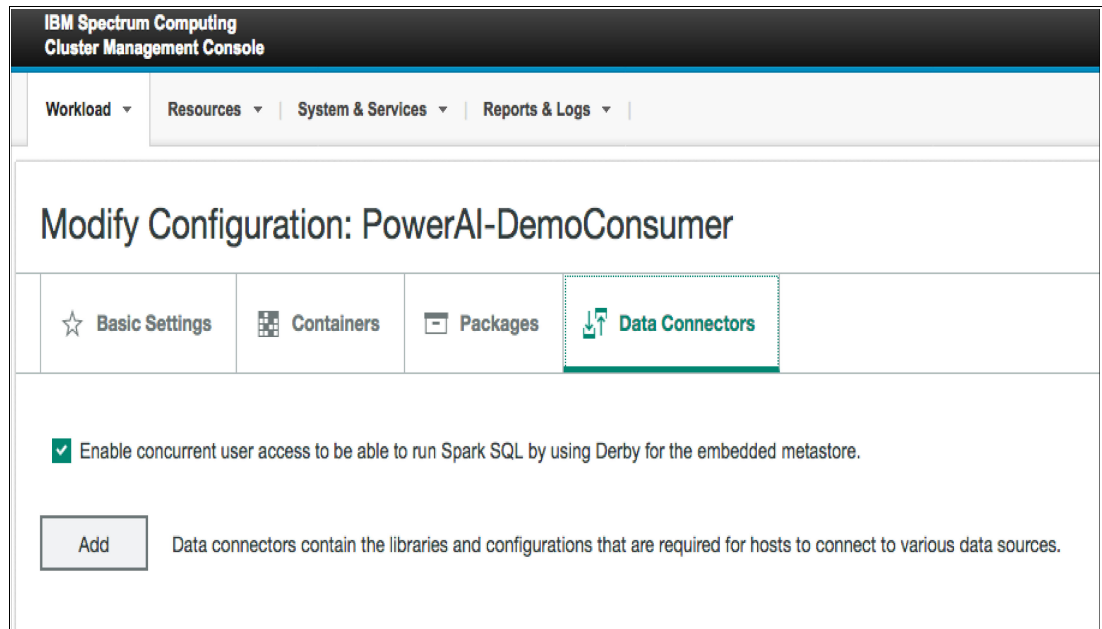 IBM Spectrum Computing
Cluster Management Console
Workload Resources System & Services Reports & Logs
Modify Configuration: PowerAI-DemoConsumer
Basic Settings Containers Packages Data Connectors
Enable concurrent user access to be able to run Spark SQL by using Derby for the embedded metastore.
Add Data connectors contain the libraries and configurations that are required for hosts to connect to various data sources.